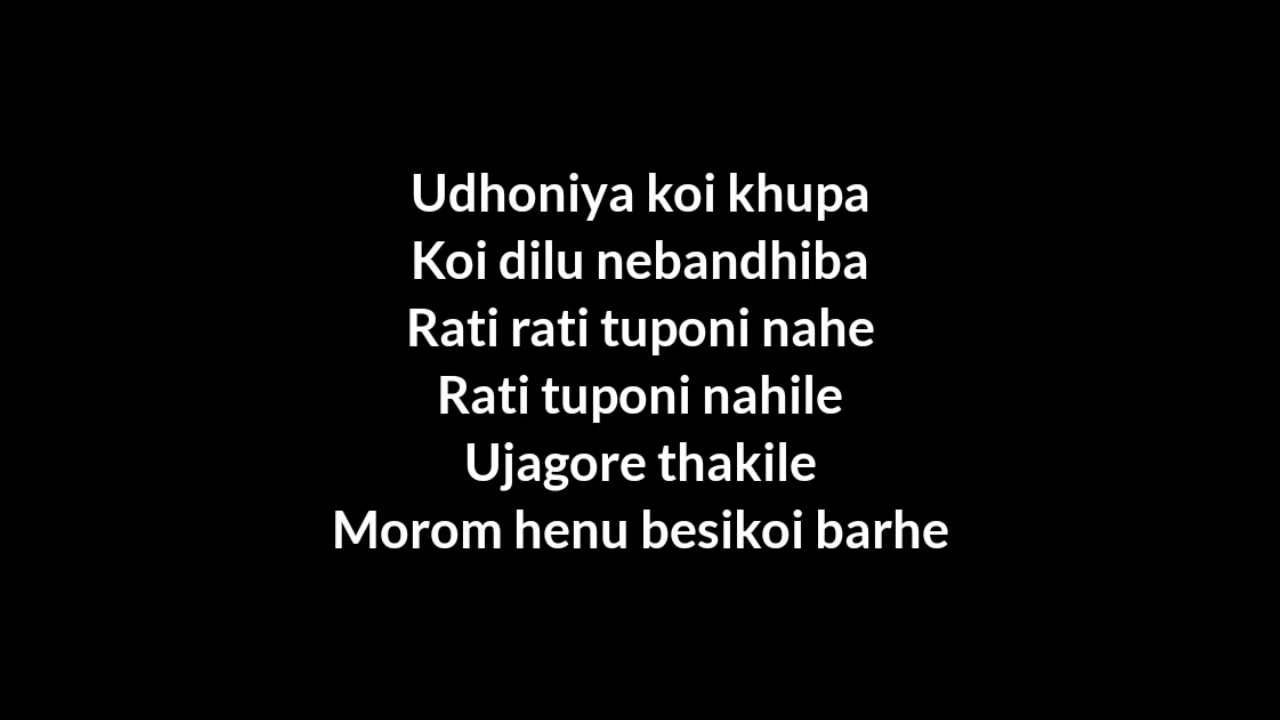 Udhoniya koi khupa
Koi dilu nebandhiba
Rati rati tuponi nahe
Rati tuponi nahile
Ujagore thakile
Morom henu besikoi barhe